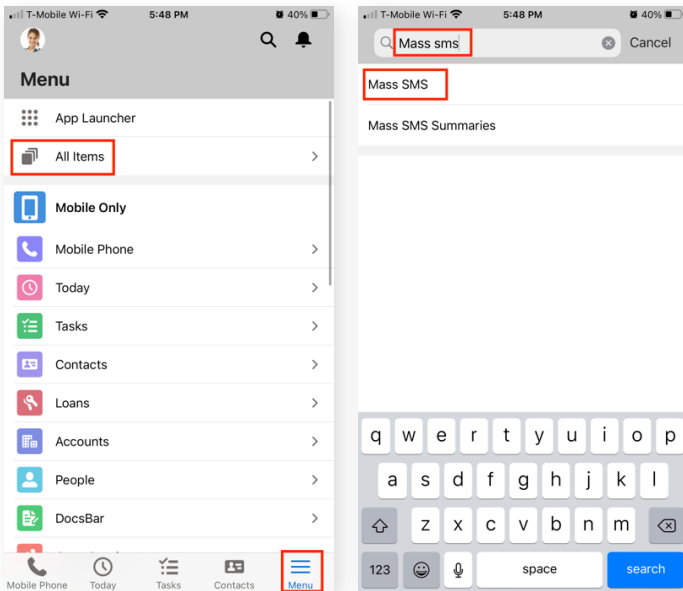 T-Mobile Wi-Fi 5:48 PM 40%
Menu
App Launcher
All Items
Mobile Only
Mobile Phone
Today
Tasks
Contacts
Loans
Accounts
People
DocsBar
Mobile Phone Today Tasks Contacts Menu
T-Mobile Wi-Fi 5:48 PM 40%
Mass sms Cancel
Mass SMS
Mass SMS Summaries
q w e r t y u i o p
a s d f g h j k l
z x c v b n m
123 space search